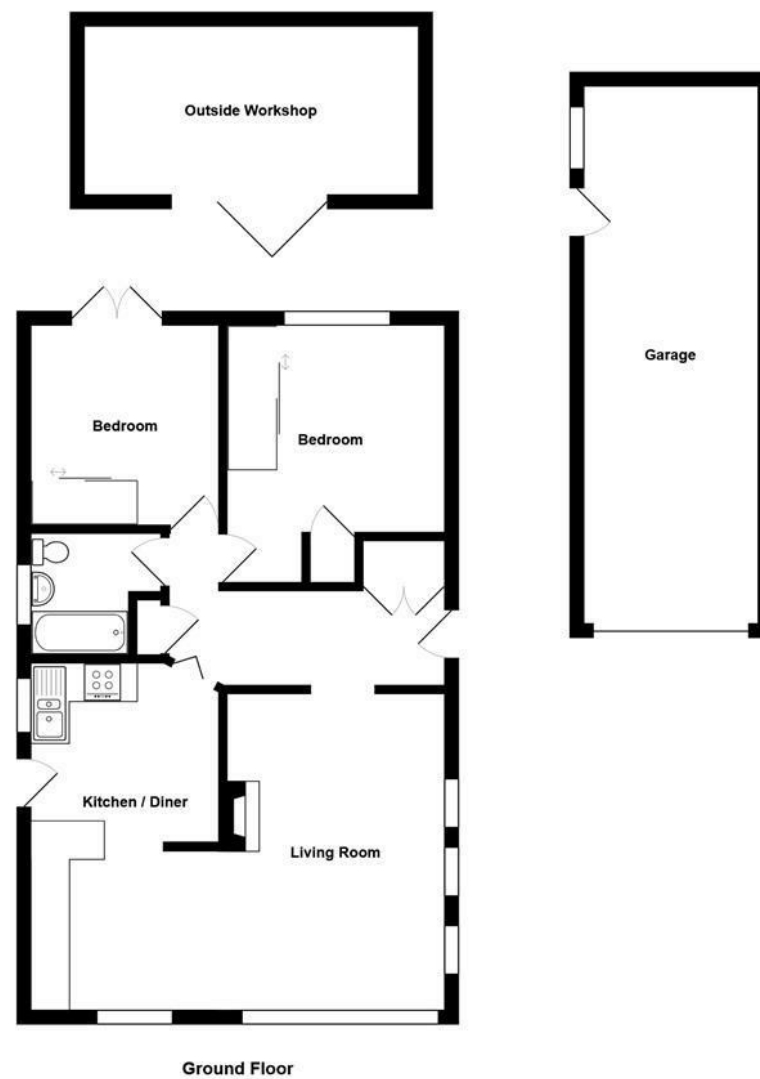 Outside Workshop
Garage
Bedroom
Bedroom
Kitchen / Diner
Living Room
Ground Floor